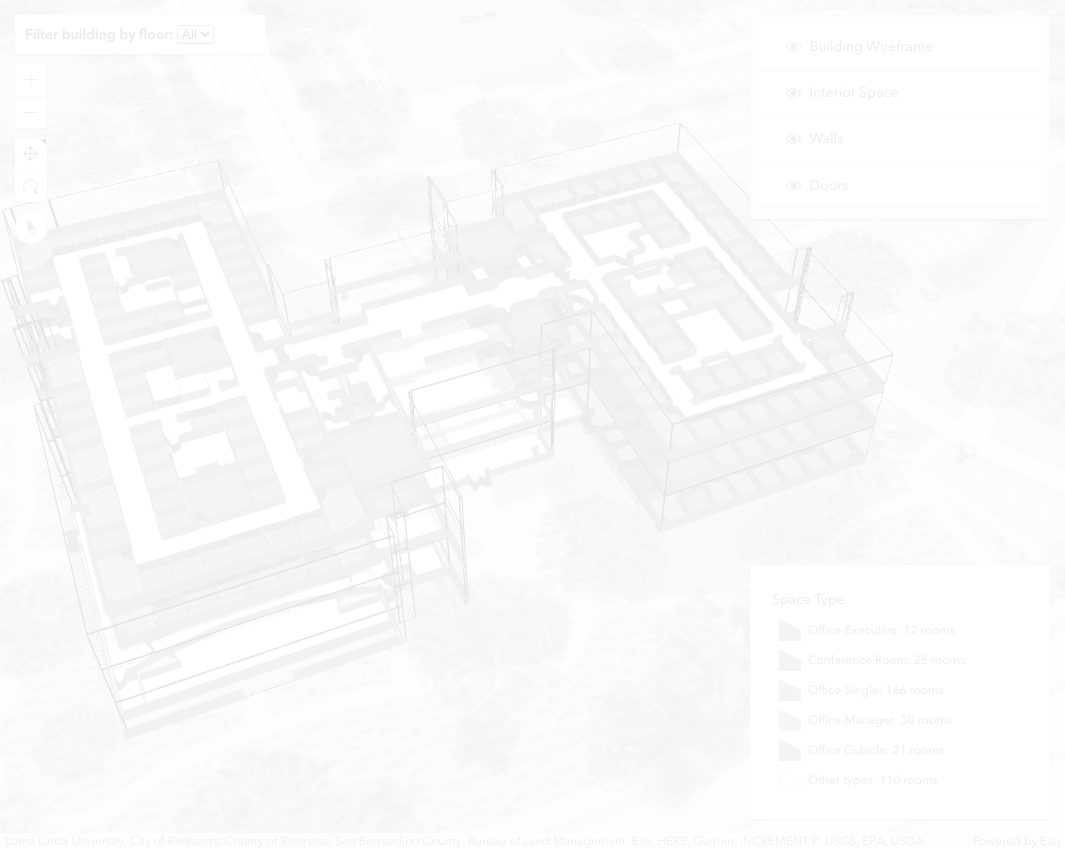 Cafe
Filter building by floor: All
Building Wireframe
Interior Space
Walls
Doors
Space Type
Office-Executive: 12 rooms
Conference Room: 25 rooms
Office-Single: 166 rooms
Office-Manager: 30 rooms
Office Cubicle: 21 rooms
Other types: 110 rooms
Loma Linda University, City of Redlands, County of Riverside, San Bernardino County, Bureau of Land Management, Esri, HERE, Garmin, INCREMENT P, USGS, EPA, USDA Powered by Esri